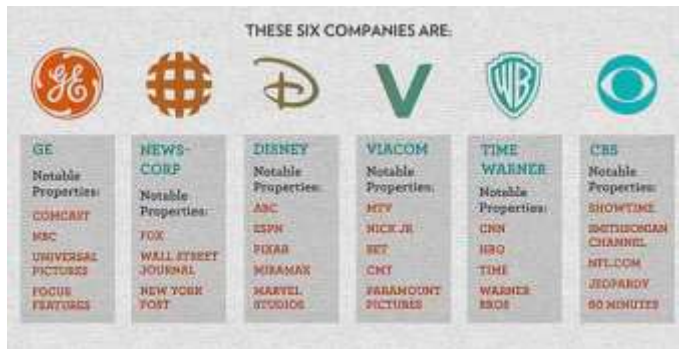 THESE SIX COMPANIES ARE:
GE
WB
GE
Notable
Properties:
COMCAST
NBC
UNIVERSAL
PICTURES
FOCUS
FEATURES
NEWS-
CORP
Notable
Properties:
FOX
WALL STREET
JOURNAL
NEW YORK
POST
DISNEY
Notable
Properties:
ABC
ESPN
PIXAR
MIRAMAX
MARVEL
STUDIOS
VIACOM
Notable
Properties:
MTV
NICK JR
BET
CMT
PARAMOUNT
PICTURES
TIME
WARNER
Notable
Properties:
CNN
HBO
TIME
WARNER
BROS
CBS
Notable
Properties:
SHOWTIME
SMITHSONIAN
CHANNEL
NFL.COM
JEOPARDY
60 MINUTES